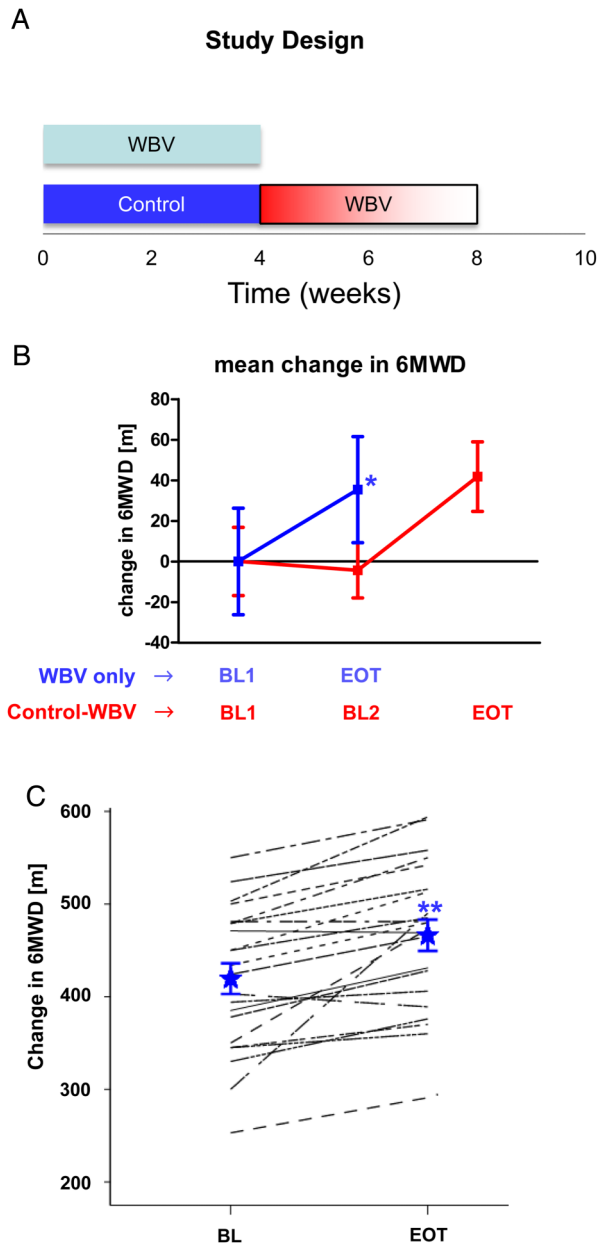 A
Study Design
WBV
Control WBV
0 2 4 6 8 10
Time (weeks)
B
mean change in 6MWD
change in 6MWD [m]
80
60
40
20
0
-20
-40
*
WBV only → BL1 EOT
Control-WBV → BL1 BL2 EOT
C
Change in 6MWD [m]
600
500
400
300
200
**
BL EOT